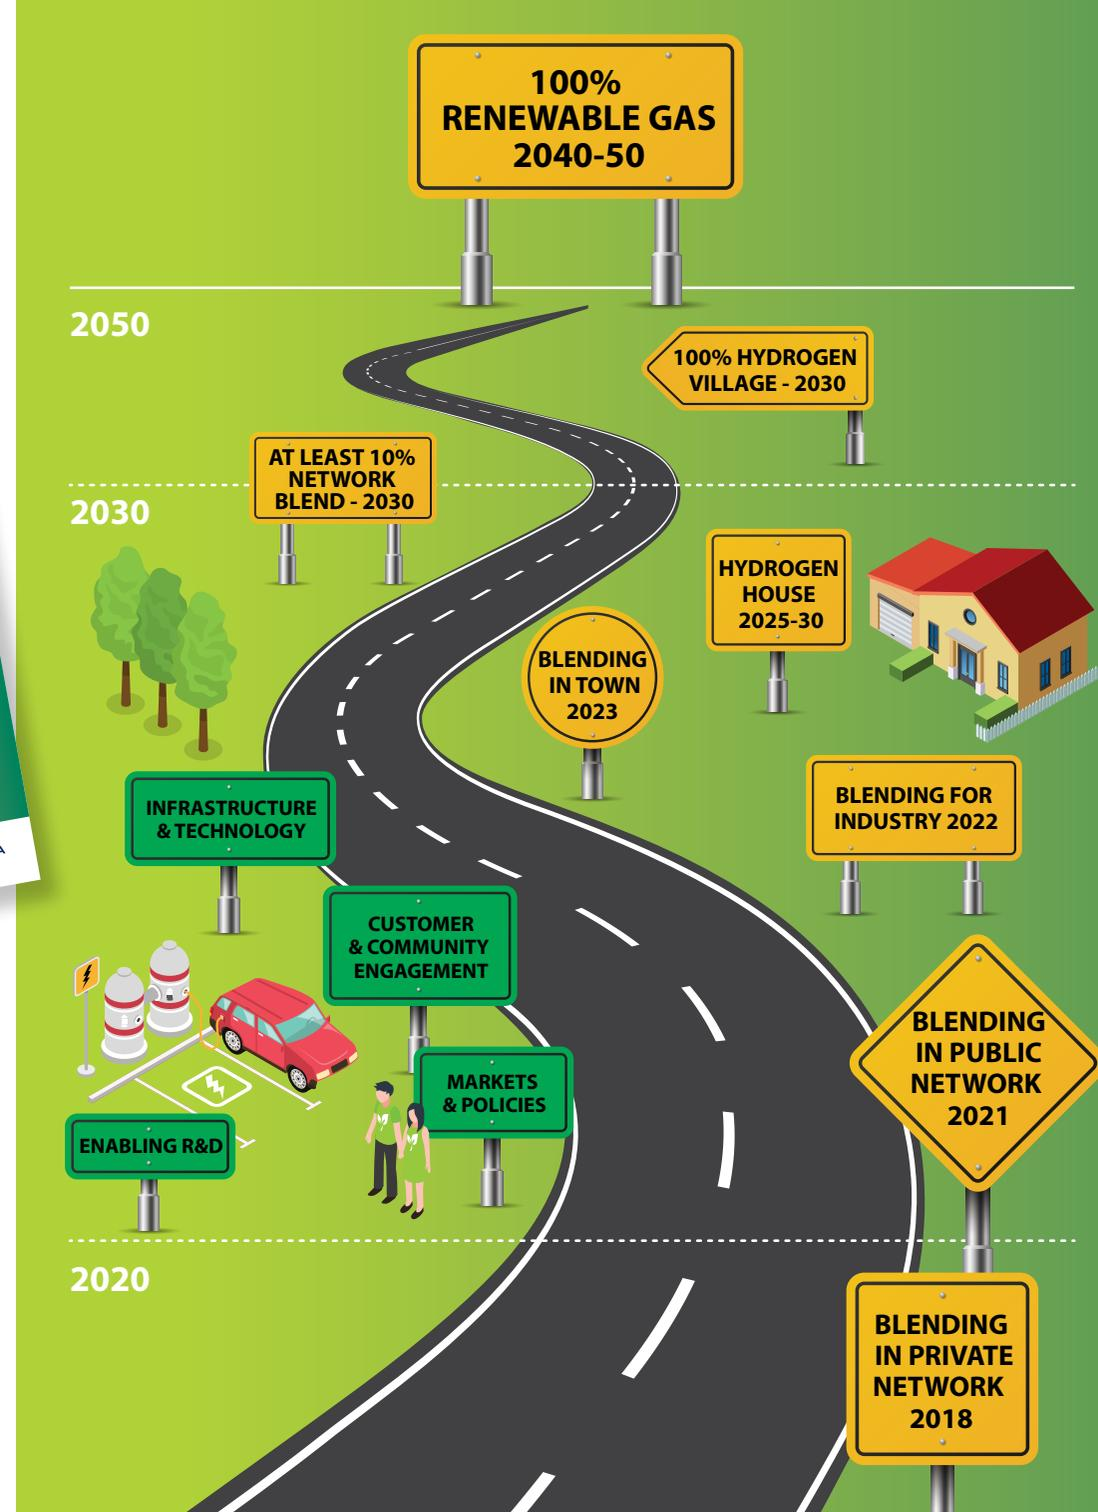 100%
RENEWABLE GAS
2040-50
2050
100% HYDROGEN
VILLAGE - 2030
AT LEAST 10%
NETWORK
BLEND - 2030
2030
HYDROGEN
HOUSE
2025-30
BLENDING
IN TOWN
2023
INFRASTRUCTURE
& TECHNOLOGY
BLENDING FOR
INDUSTRY 2022
CUSTOMER
& COMMUNITY
ENGAGEMENT
BLENDING
IN PUBLIC
NETWORK
2021
MARKETS
& POLICIES
ENABLING R&D
2020
BLENDING
IN PRIVATE
NETWORK
2018